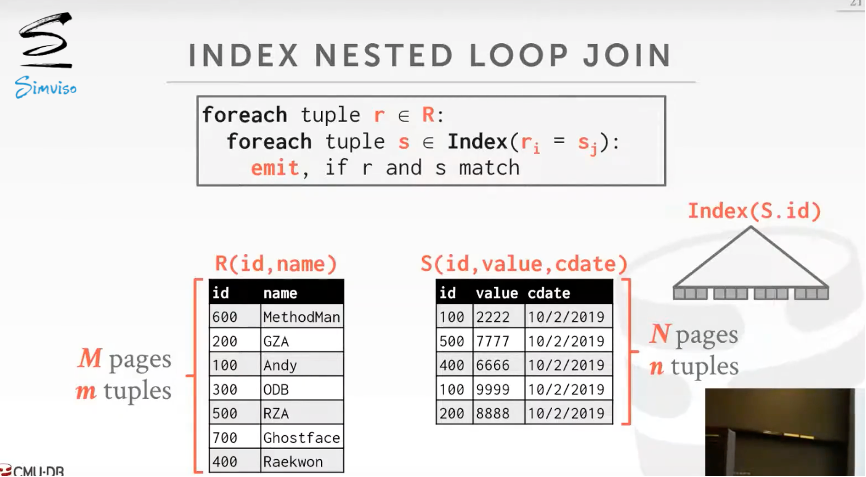 21
Simviso
INDEX NESTED LOOP JOIN
foreach tuple r ∈ R:
foreach tuple s ∈ Index(ri = sj):
emit, if r and s match
Index(S.id)
R(id,name)
id name
600 MethodMan
200 GZA
100 Andy
300 ODB
500 RZA
700 Ghostface
400 Raekwon
M pages
m tuples
S(id,value,cdate)
id value cdate
100 2222 10/2/2019
500 7777 10/2/2019
400 6666 10/2/2019
100 9999 10/2/2019
200 8888 10/2/2019
N pages
n tuples
CMU·DB